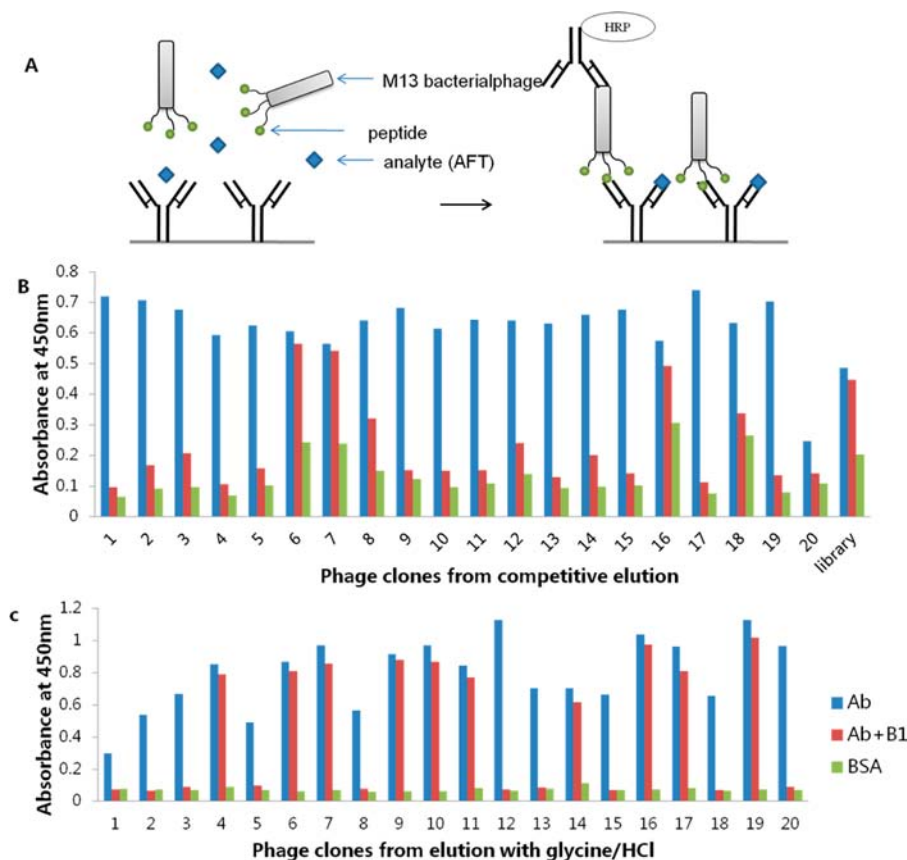 A
HRP
M13 bacterialphage
peptide
analyte (AFT)
B
Absorbance at 450nm
0.8
0.7
0.6
0.5
0.4
0.3
0.2
0.1
0
1 2 3 4 5 6 7 8 9 10 11 12 13 14 15 16 17 18 19 20 library
Phage clones from competitive elution
c
Absorbance at 450nm
1.2
1
0.8
0.6
0.4
0.2
0
1 2 3 4 5 6 7 8 9 10 11 12 13 14 15 16 17 18 19 20
Phage clones from elution with glycine/HCl
Ab
Ab+B1
BSA